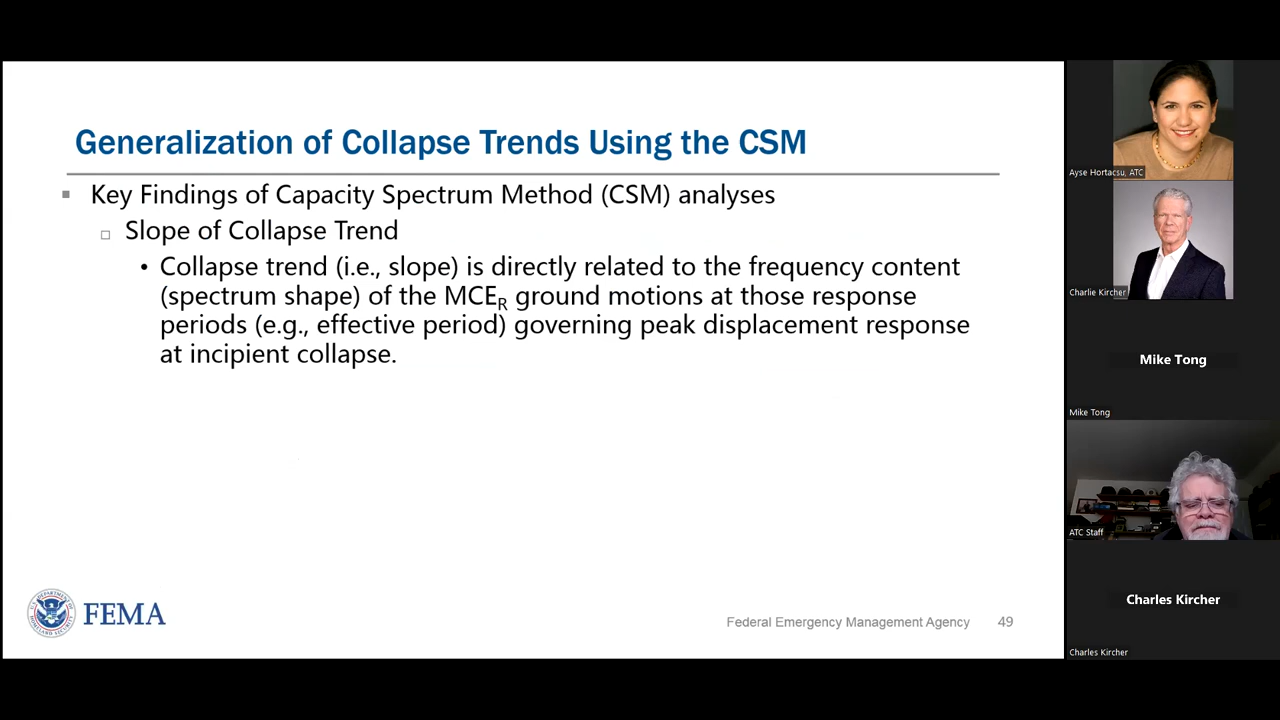 Generalization of Collapse Trends Using the CSM
Key Findings of Capacity Spectrum Method (CSM) analyses
Slope of Collapse Trend
Collapse trend (i.e., slope) is directly related to the frequency content
(spectrum shape) of the MCER ground motions at those response
periods (e.g., effective period) governing peak displacement response
at incipient collapse.
FEMA
Federal Emergency Management Agency 49
Ayse Hortacsu, ATC
Charlie Kircher
Mike Tong
Mike Tong
ATC Staff
Charles Kircher
Charles Kircher